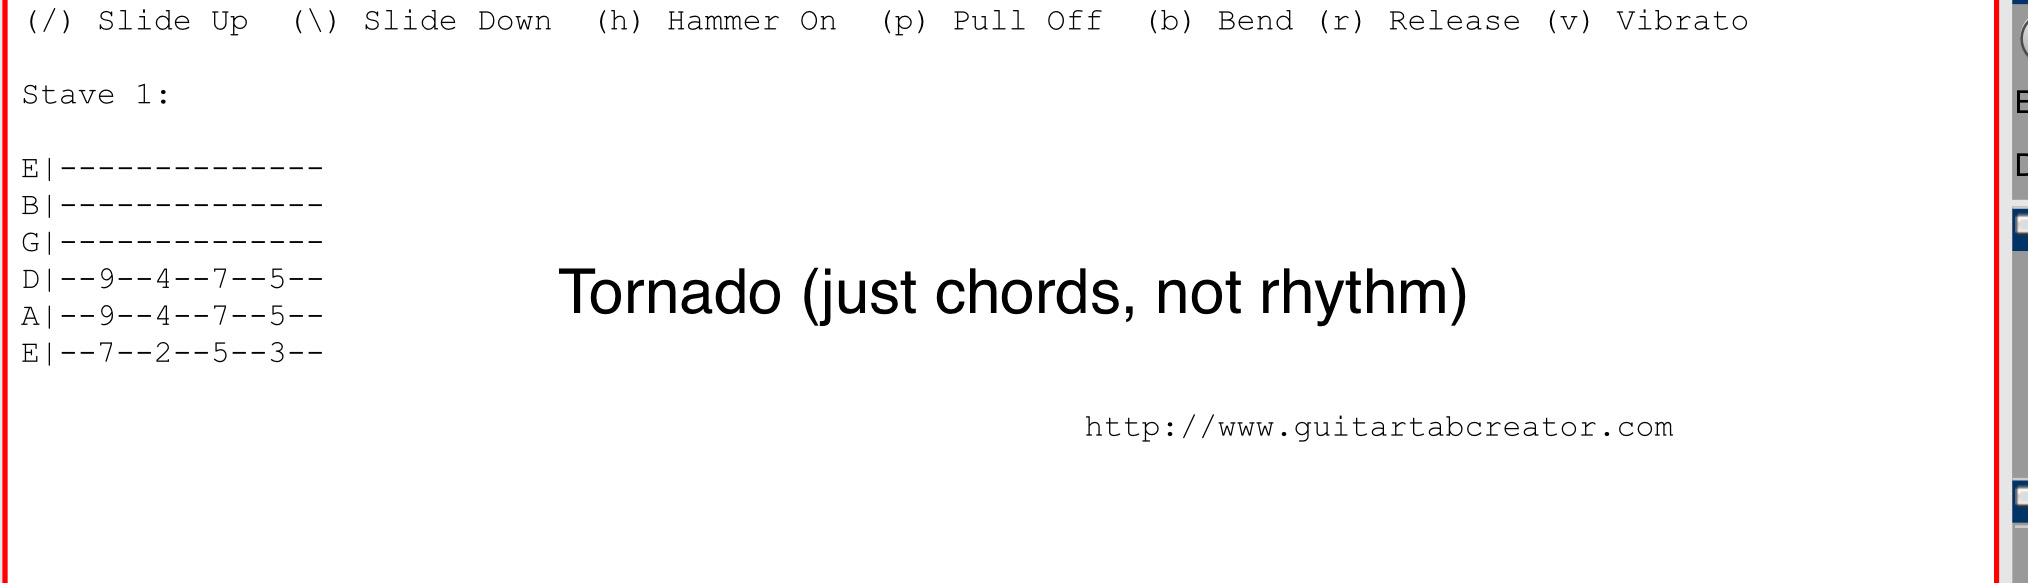 (/) Slide Up  (\) Slide Down  (h) Hammer On  (p) Pull Off  (b) Bend (r) Release (v) Vibrato
Stave 1:
E|--------------
B|--------------
G|--------------
D|--9--4--7--5--
A|--9--4--7--5--
E|--7--2--5--3--
Tornado (just chords, not rhythm)
http://www.guitartabcreator.com